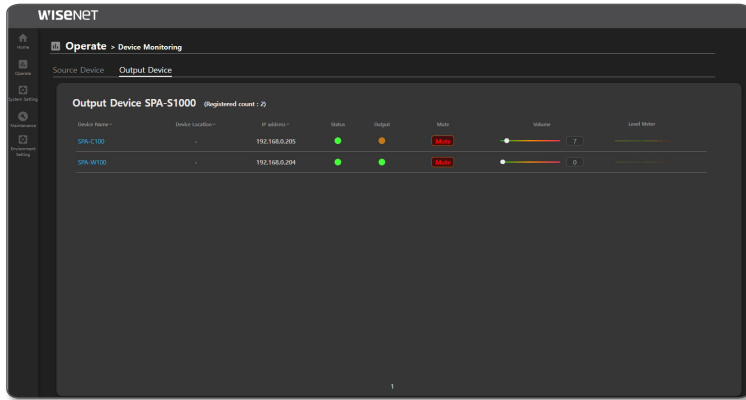 WISENET
Home
Operate > Device Monitoring
Operate
Source Device Output Device
System Setting
Output Device SPA-S1000 (Registered count : 2)
Maintenance
Device Name Device Location IP address Status Output Mute Volume Level Meter
Environment
Setting
SPA-C100 - 192.168.0.205 Mute 7
SPA-W100 - 192.168.0.204 Mute 0
1